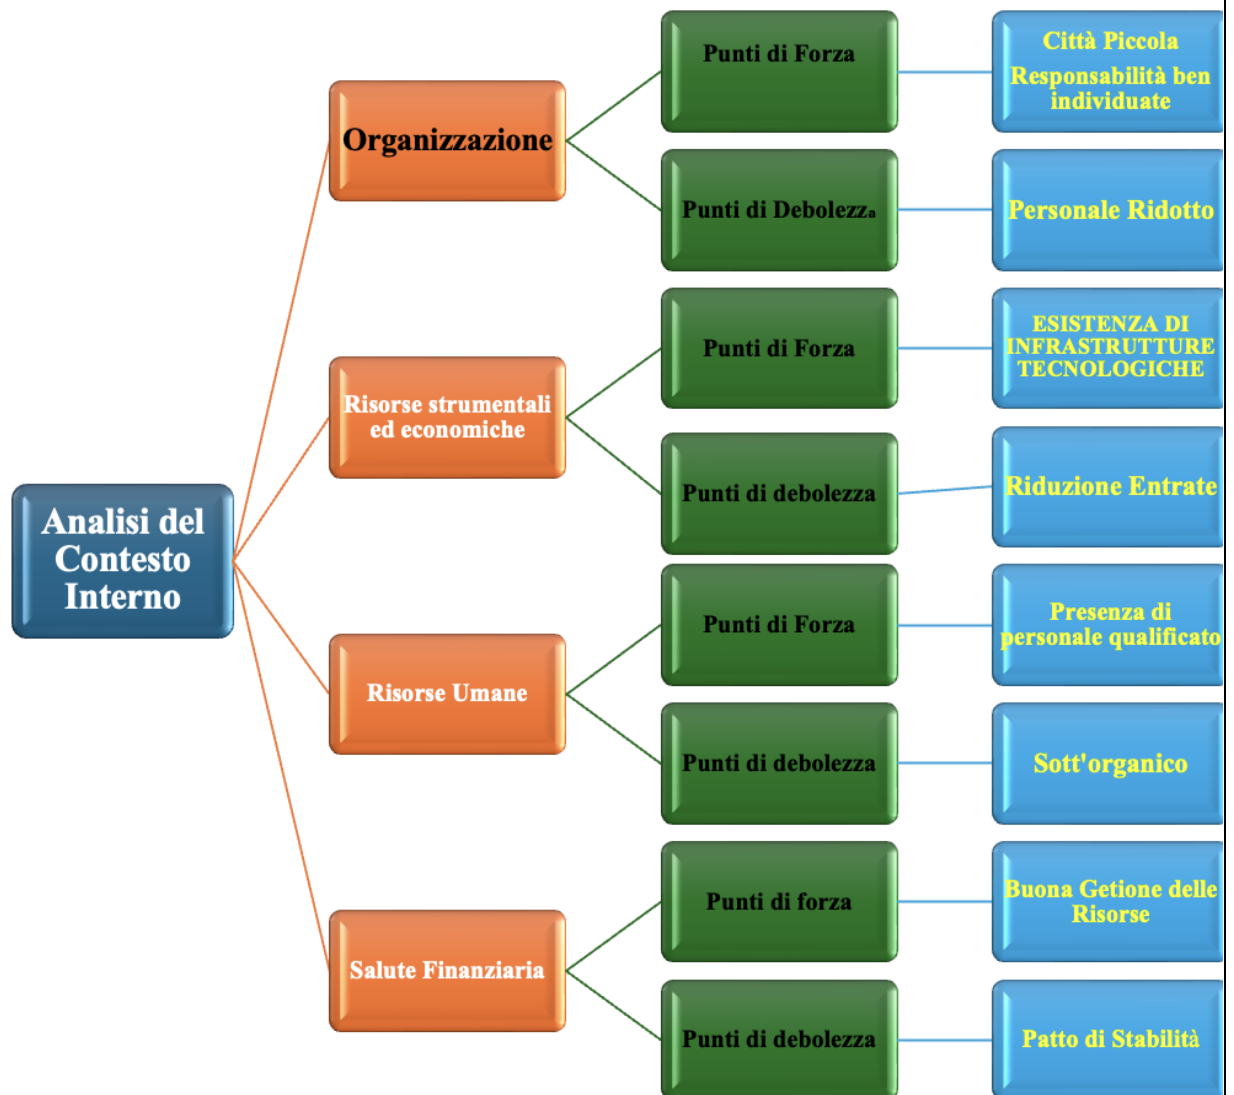 Analisi del
Contesto
Interno
Organizzazione
Punti di Forza
Città Piccola
Responsabilità ben
individuate
Punti di Debolezza
Personale Ridotto
Risorse strumentali
ed economiche
Punti di Forza
ESISTENZA DI
INFRASTRUTTURE
TECNOLOGICHE
Punti di debolezza
Riduzione Entrate
Risorse Umane
Punti di Forza
Presenza di
personale qualificato
Punti di debolezza
Sott'organico
Salute Finanziaria
Punti di forza
Buona Getione delle
Risorse
Punti di debolezza
Patto di Stabilità